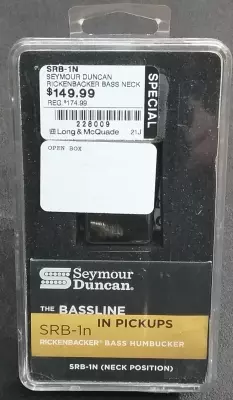 SRB-1N
SEYMOUR DUNCAN
RICKENBACKER BASS NECK
$149.99
REG.$174.99
228009
@Long & McQuade 21J
SPECIAL
OPEN BOX
Seymour
Duncan®
THE BASSLINE
IN PICKUPS
SRB-1n
RICKENBACKER® BASS HUMBUCKER
SRB-1N (NECK POSITION)